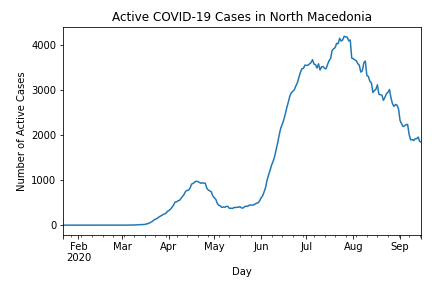 Active COVID-19 Cases in North Macedonia
Number of Active Cases
4000
3000
2000
1000
0
Feb Mar Apr May Jun Jul Aug Sep
2020
Day